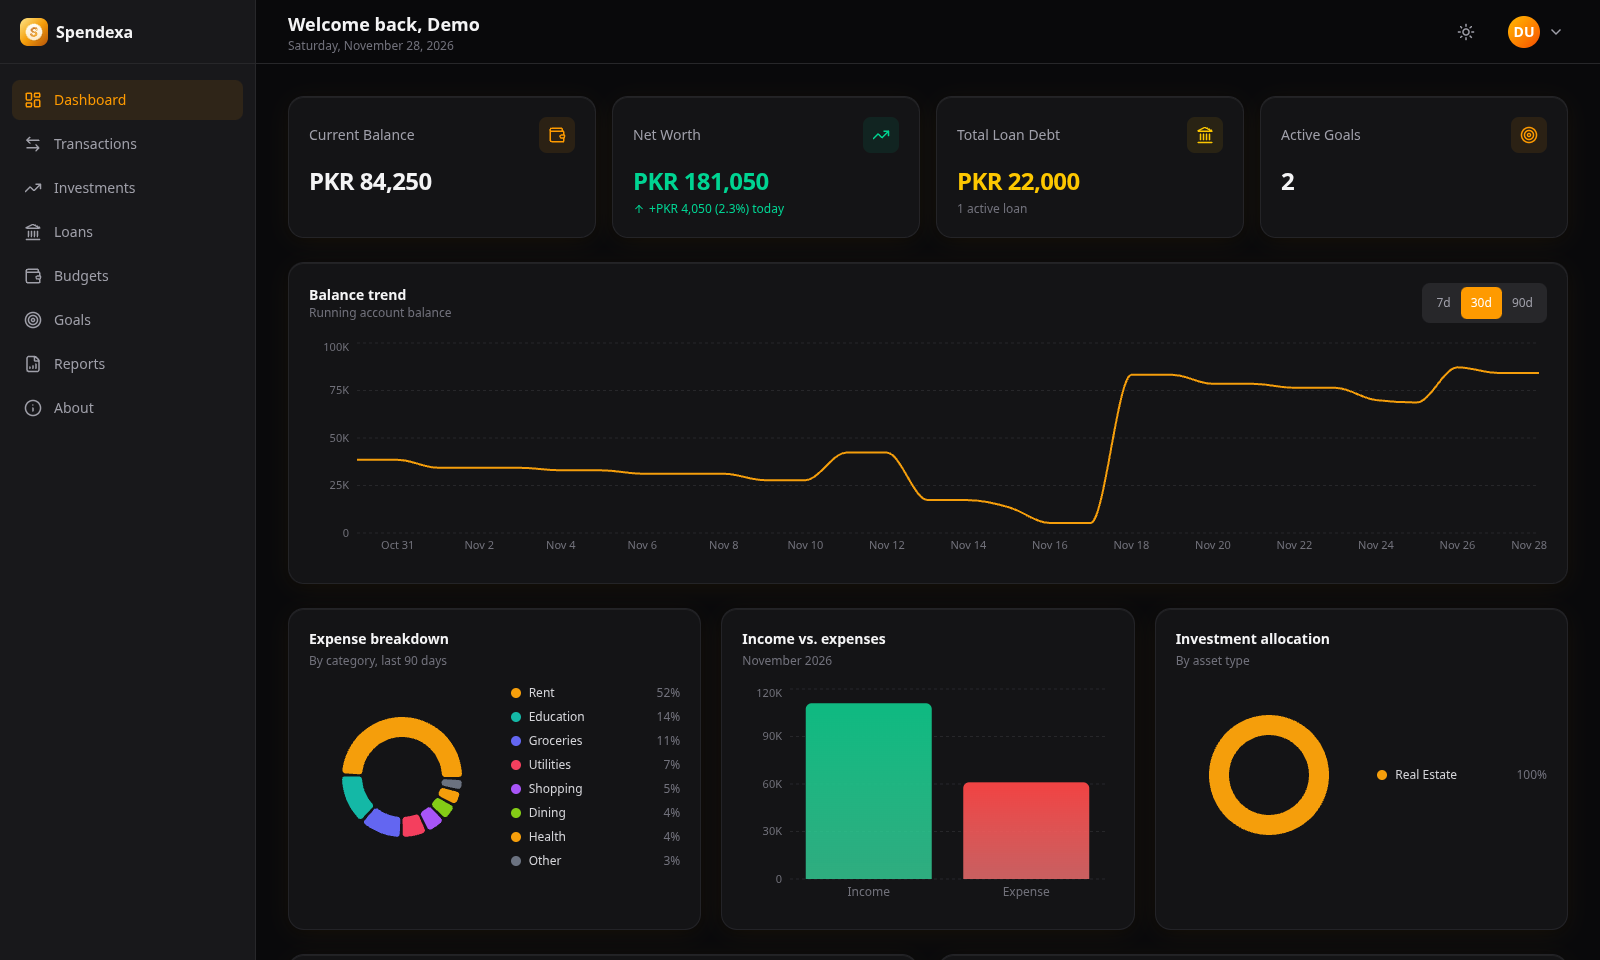 Spendexa
Welcome back, Demo
Saturday, November 28, 2026
DU
Dashboard
Transactions
Investments
Loans
Budgets
Goals
Reports
About
Current Balance
PKR 84,250
Net Worth
PKR 181,050
+PKR 4,050 (2.3%) today
Total Loan Debt
PKR 22,000
1 active loan
Active Goals
2
Balance trend
Running account balance
7d 30d 90d
100K
75K
50K
25K
0
Oct 31 Nov 2 Nov 4 Nov 6 Nov 8 Nov 10 Nov 12 Nov 14 Nov 16 Nov 18 Nov 20 Nov 22 Nov 24 Nov 26 Nov 28
Expense breakdown
By category, last 90 days
Rent 52%
Education 14%
Groceries 11%
Utilities 7%
Shopping 5%
Dining 4%
Health 4%
Other 3%
Income vs. expenses
November 2026
120K
90K
60K
30K
0
Income Expense
Investment allocation
By asset type
Real Estate 100%